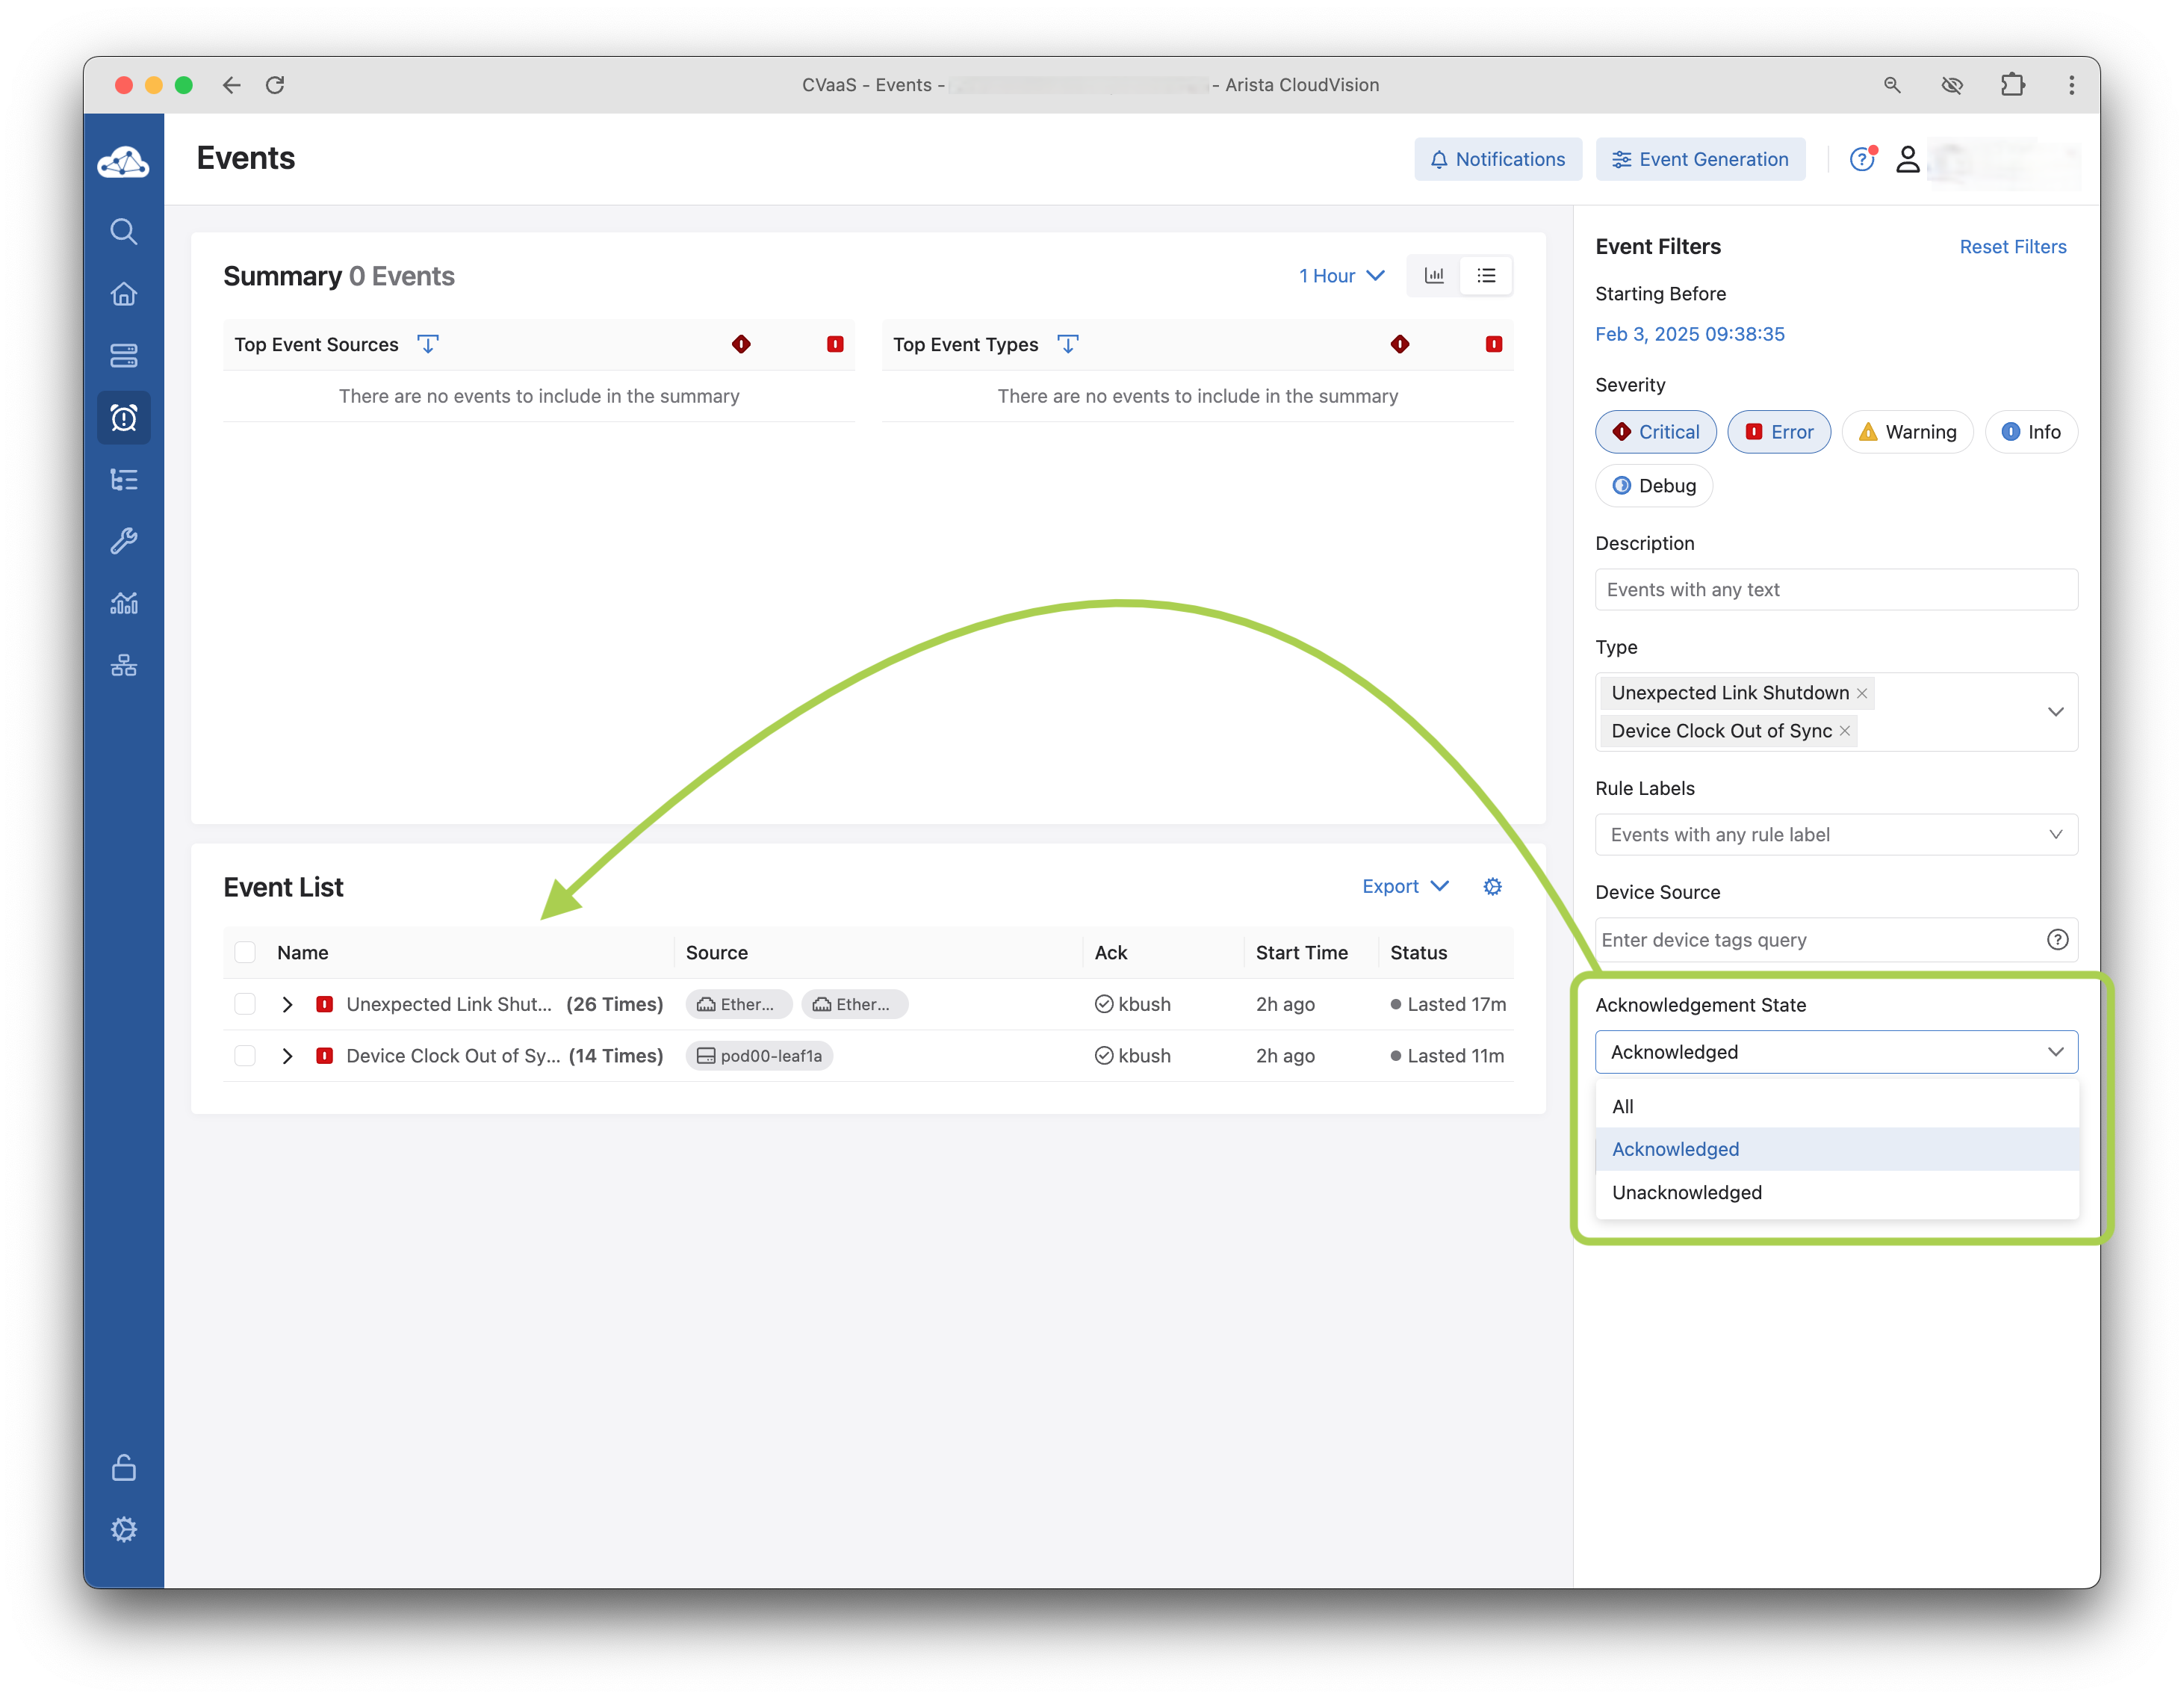 CVaaS - Events - - Arista CloudVision
Events
Notifications
Event Generation
Summary 0 Events
1 Hour
Top Event Sources
Top Event Types
There are no events to include in the summary
There are no events to include in the summary
Event List
Export
Name Source Ack Start Time Status
Unexpected Link Shut... (26 Times) Ether... Ether... kbush 2h ago Lasted 17m
Device Clock Out of Sy... (14 Times) pod00-leaf1a kbush 2h ago Lasted 11m
Event Filters
Reset Filters
Starting Before
Feb 3, 2025 09:38:35
Severity
Critical Error Warning Info
Debug
Description
Events with any text
Type
Unexpected Link Shutdown
Device Clock Out of Sync
Rule Labels
Events with any rule label
Device Source
Enter device tags query
Acknowledgement State
Acknowledged
All
Acknowledged
Unacknowledged